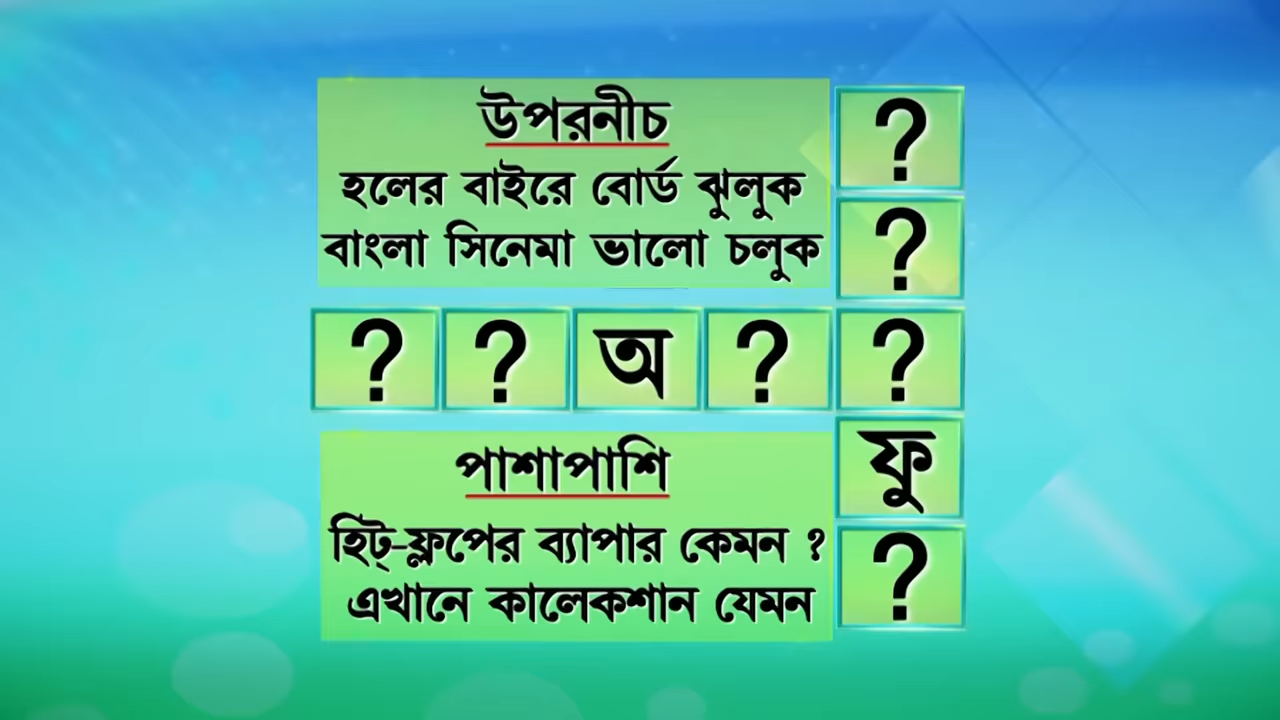 উপরনীচ
হলের বাইরে বোর্ড ঝুলুক
বাংলা সিনেমা ভালো চলুক
?
?
? ? অ ? ?
পাশাপাশি
হিট্-ফ্লপের ব্যাপার কেমন ?
এখানে কালেকশান যেমন
ফু
?